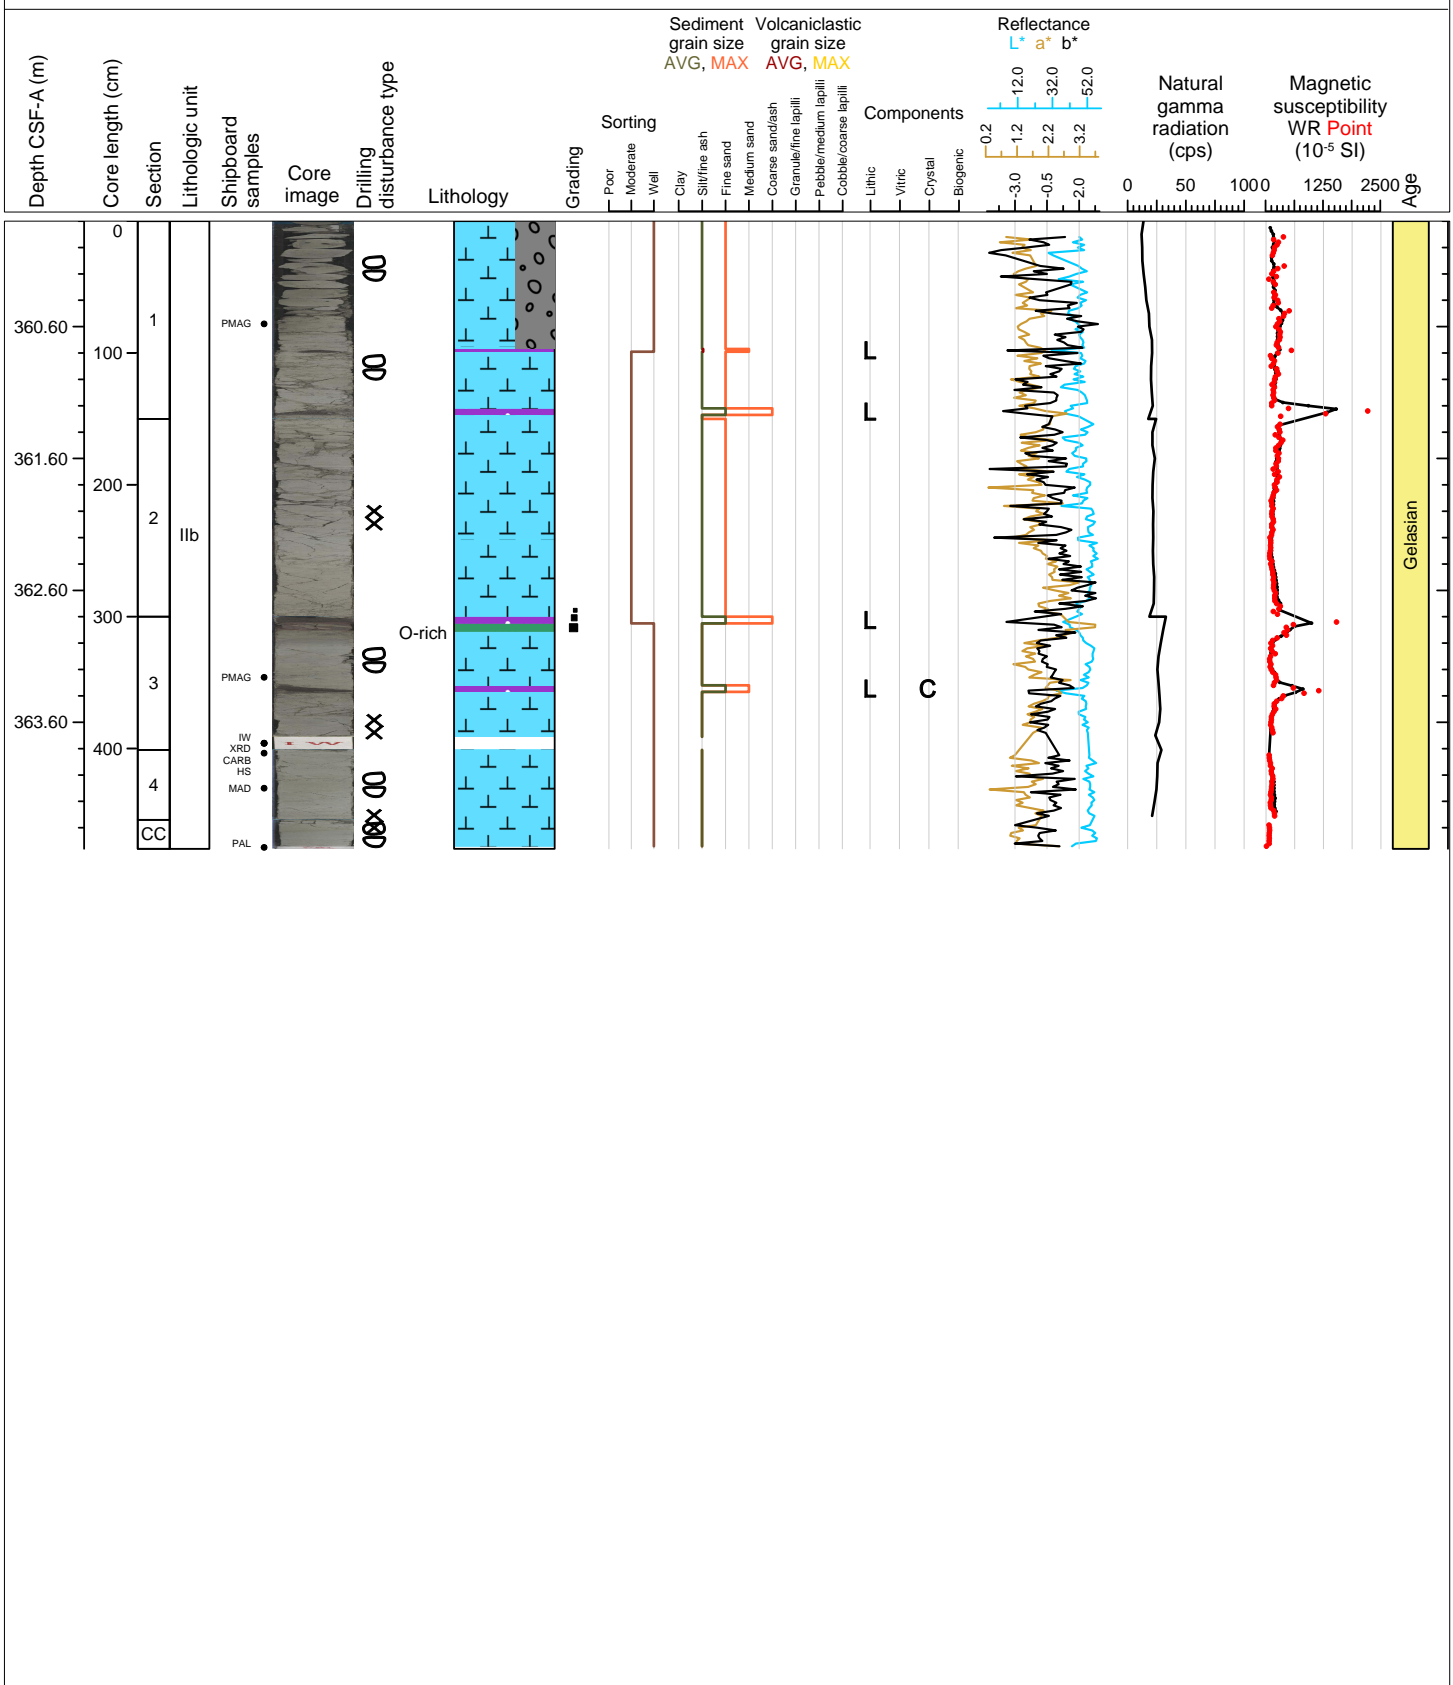 Depth CSF-A (m)
Core length (cm)
Section
Lithologic unit
Shipboard
samples
Core
image
Drilling
disturbance type
Lithology
Grading
Sorting
Poor
Moderate
Well
Sediment
grain size
AVG, MAX
Volcaniclastic
grain size
AVG, MAX
Clay
Silt/fine ash
Fine sand
Medium sand
Coarse sand/ash
Granule/fine lapilli
Pebble/medium lapilli
Cobble/coarse lapilli
Components
Lithic
Vitric
Crystal
Biogenic
Reflectance
L* a* b*
12.0 32.0 52.0
0.2 1.2 2.2 3.2
-3.0 -0.5 2.0
Natural
gamma
radiation
(cps)
0 50 100
Magnetic
susceptibility
WR Point
(10-5 SI)
0 1250 2500
Age
0
100
200
300
400
360.60
361.60
362.60
363.60
1
2
3
4
CC
IIb
PMAG
PMAG
IW
XRD
CARB
HS
MAD
PAL
I W
O-rich
L
L
L
L C
Gelasian